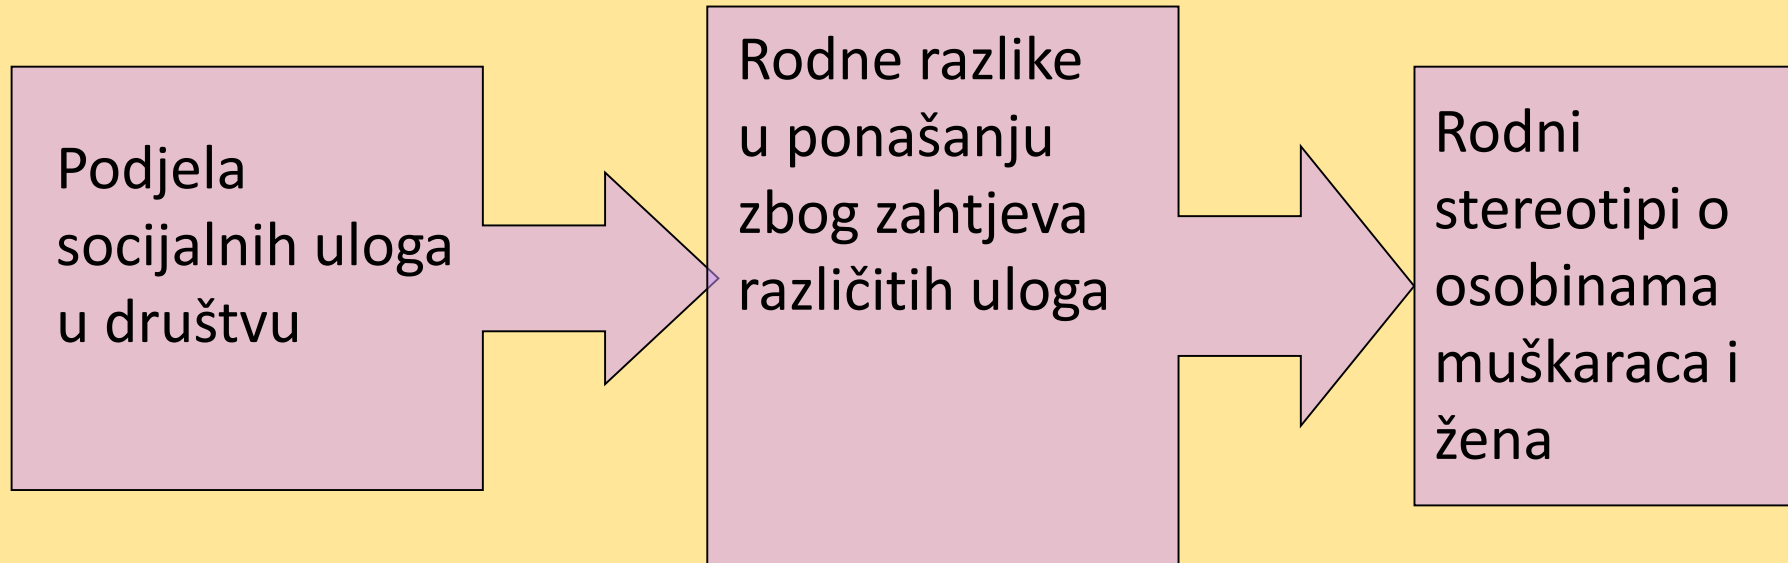 Podjela
socijalnih uloga
u društvu
Rodne razlike
u ponašanju
zbog zahtjeva
različitih uloga
Rodni
stereotipi o
osobinama
muškaraca i
žena